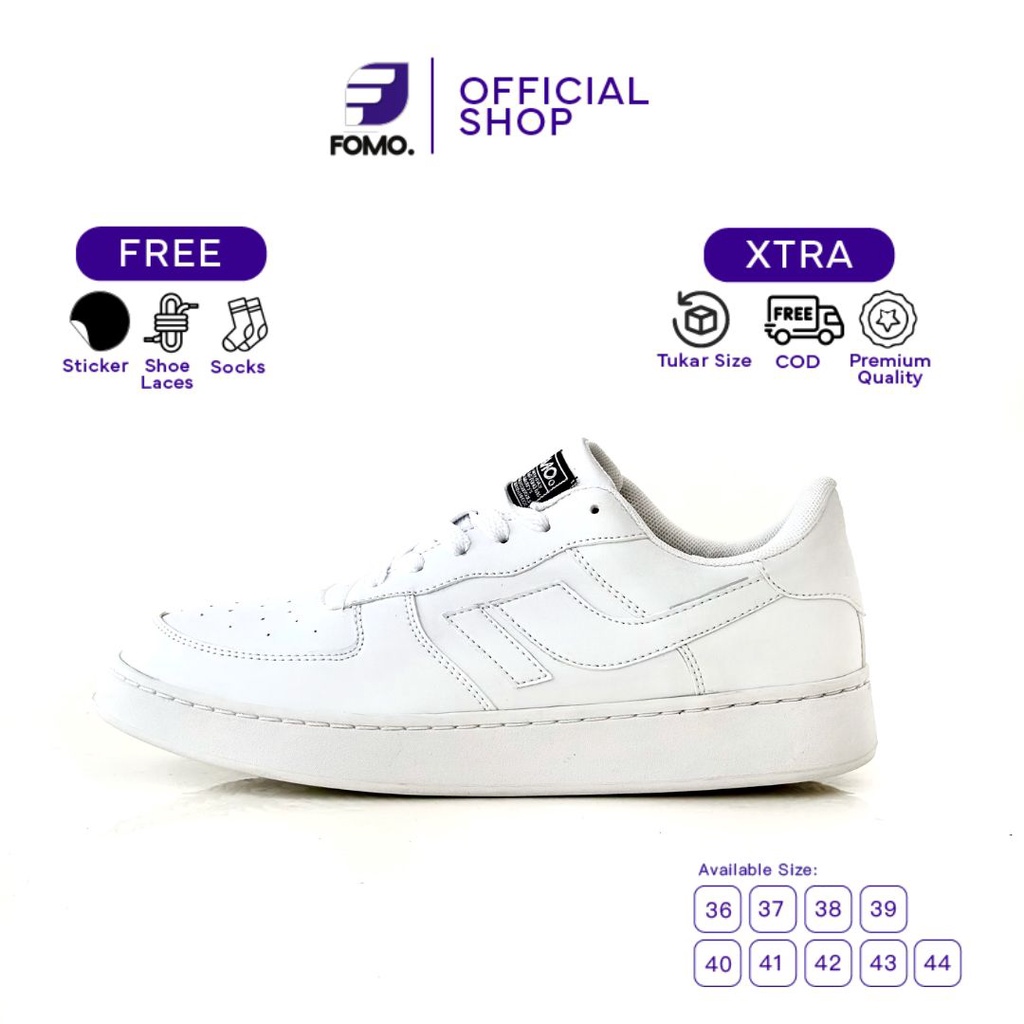 FOMO.
OFFICIAL
SHOP
FREE
Sticker
Shoe
Laces
Socks
XTRA
Tukar Size
FREE
COD
Premium
Quality
Available Size:
36 37 38 39
40 41 42 43 44